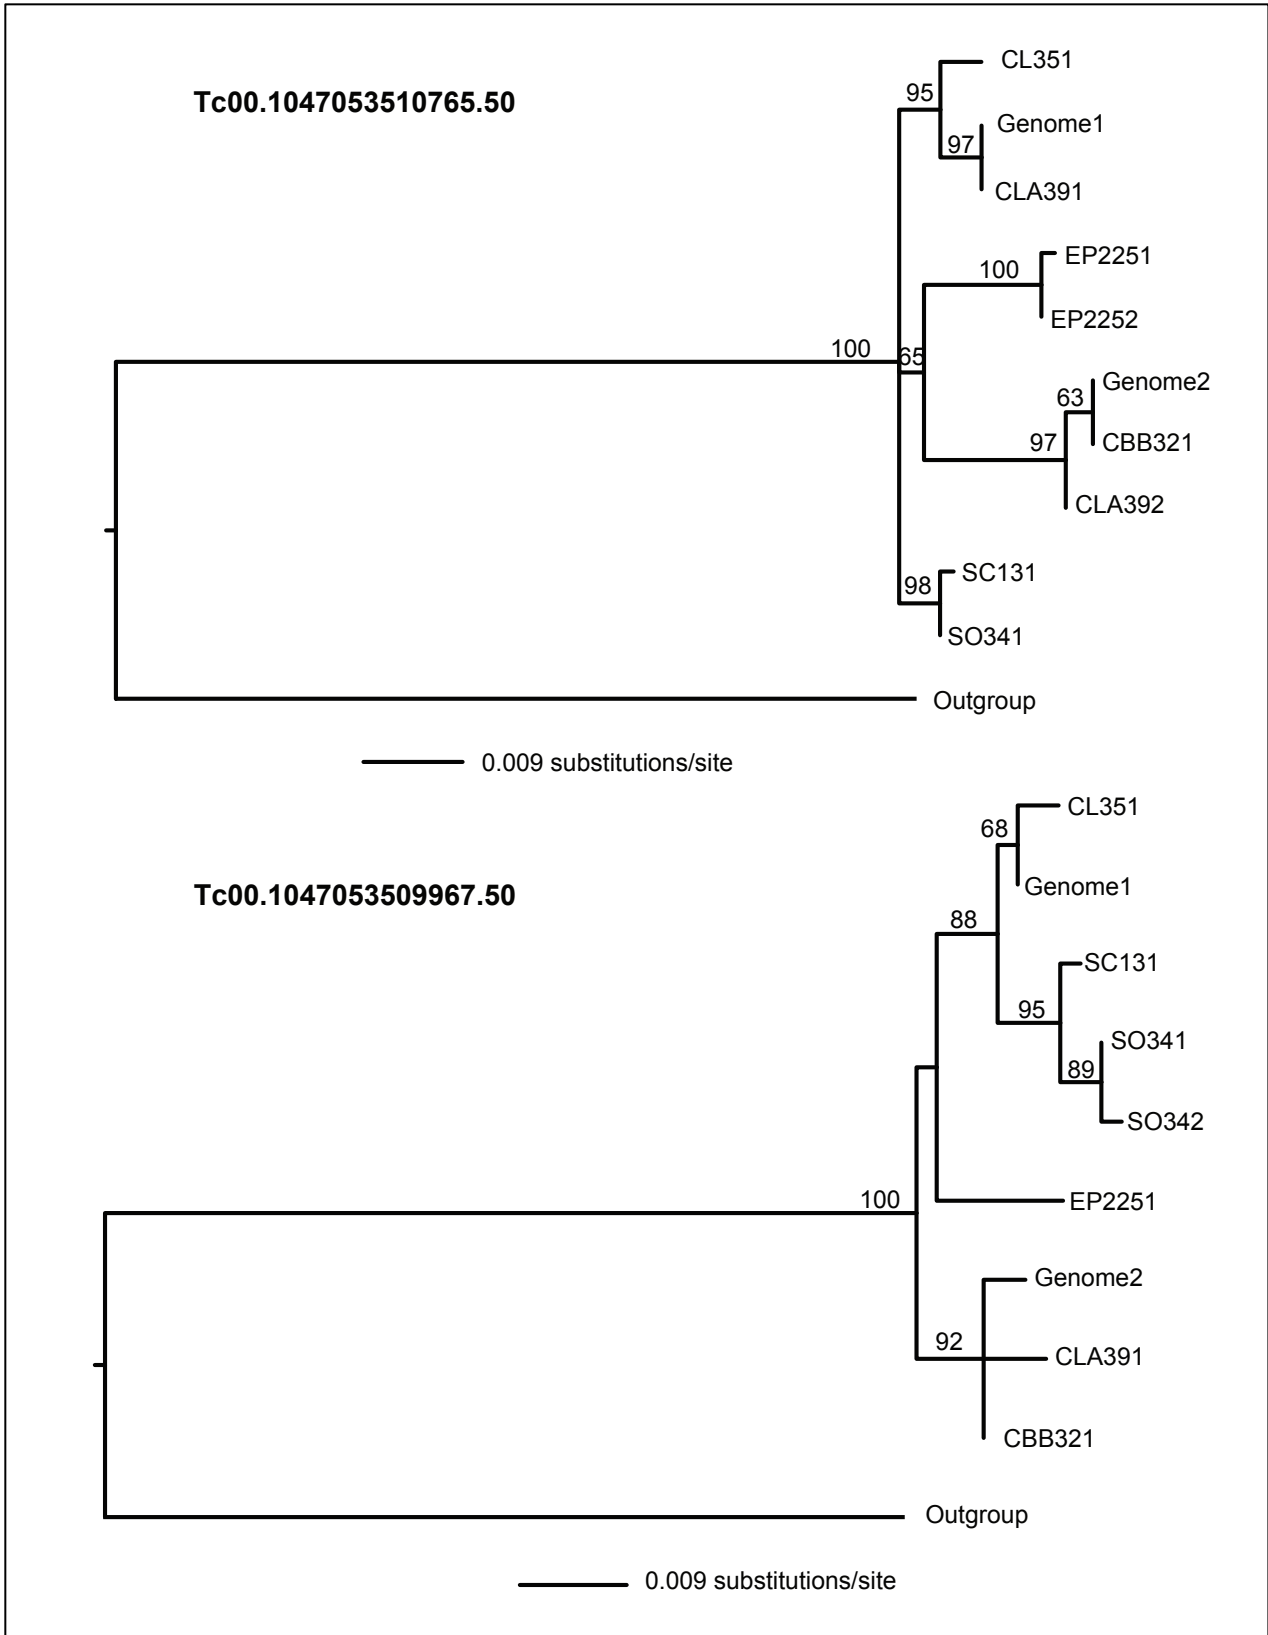 CL351
Tc00.1047053510765.50
95
Genome1
97
CLA391
EP2251
100
EP2252
100
65
Genome2
63
CBB321
97
CLA392
SC131
98
SO341
Outgroup
0.009 substitutions/site
CL351
68
Genome1
Tc00.1047053509967.50
88
SC131
95
SO341
89
SO342
100
EP2251
Genome2
92
CLA391
CBB321
Outgroup
0.009 substitutions/site